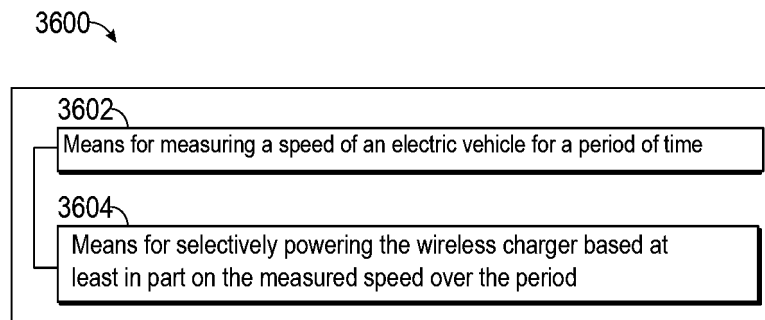 3600
3602
Means for measuring a speed of an electric vehicle for a period of time
3604
Means for selectively powering the wireless charger based at
least in part on the measured speed over the period